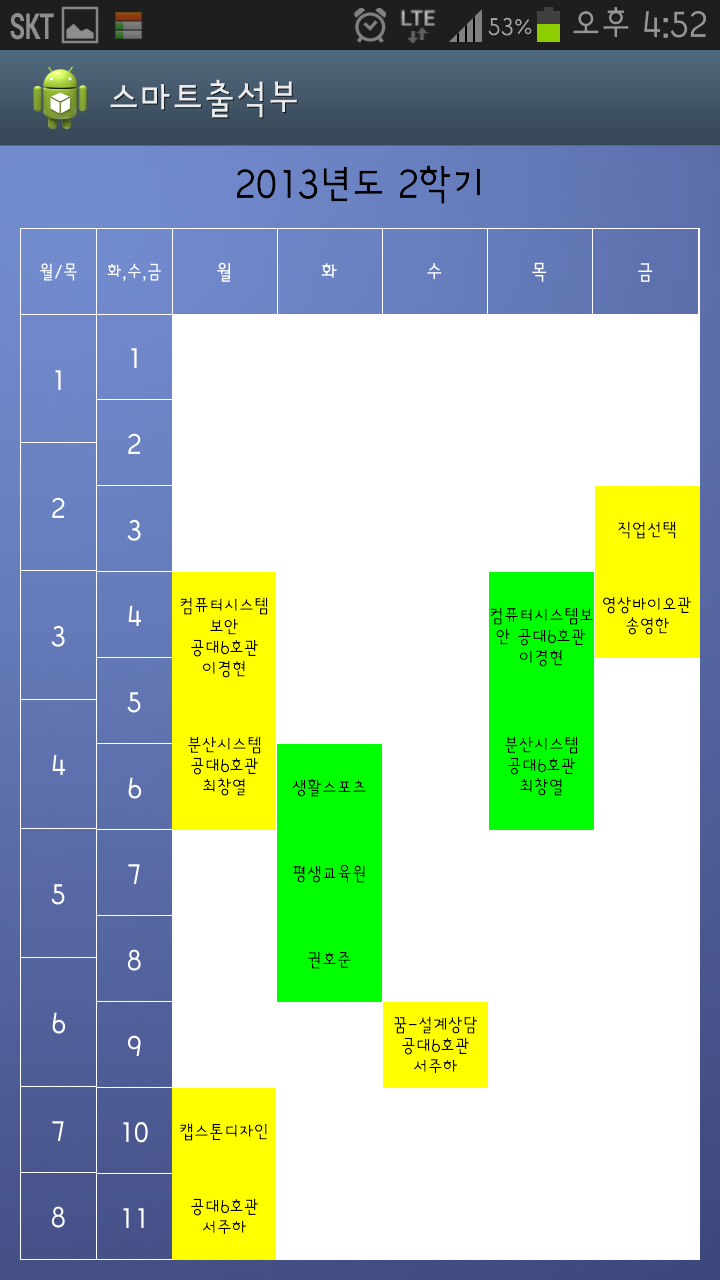 SKT LTE 53% 오후 4:52
스마트출석부
2013년도 2학기
월/목 화,수,금 월 화 수 목 금
1
2
3
4
5
6
7
8
1
2
3
4
5
6
7
8
9
10
11
컴퓨터시스템
보안
공대6호관
이경현
분산시스템
공대6호관
최창열
캡스톤디자인
공대6호관
서주하
생활스포츠
평생교육원
권호준
꿈-설계상담
공대6호관
서주하
컴퓨터시스템보
안 공대6호관
이경현
분산시스템
공대6호관
최창열
직업선택
영상바이오관
송영한